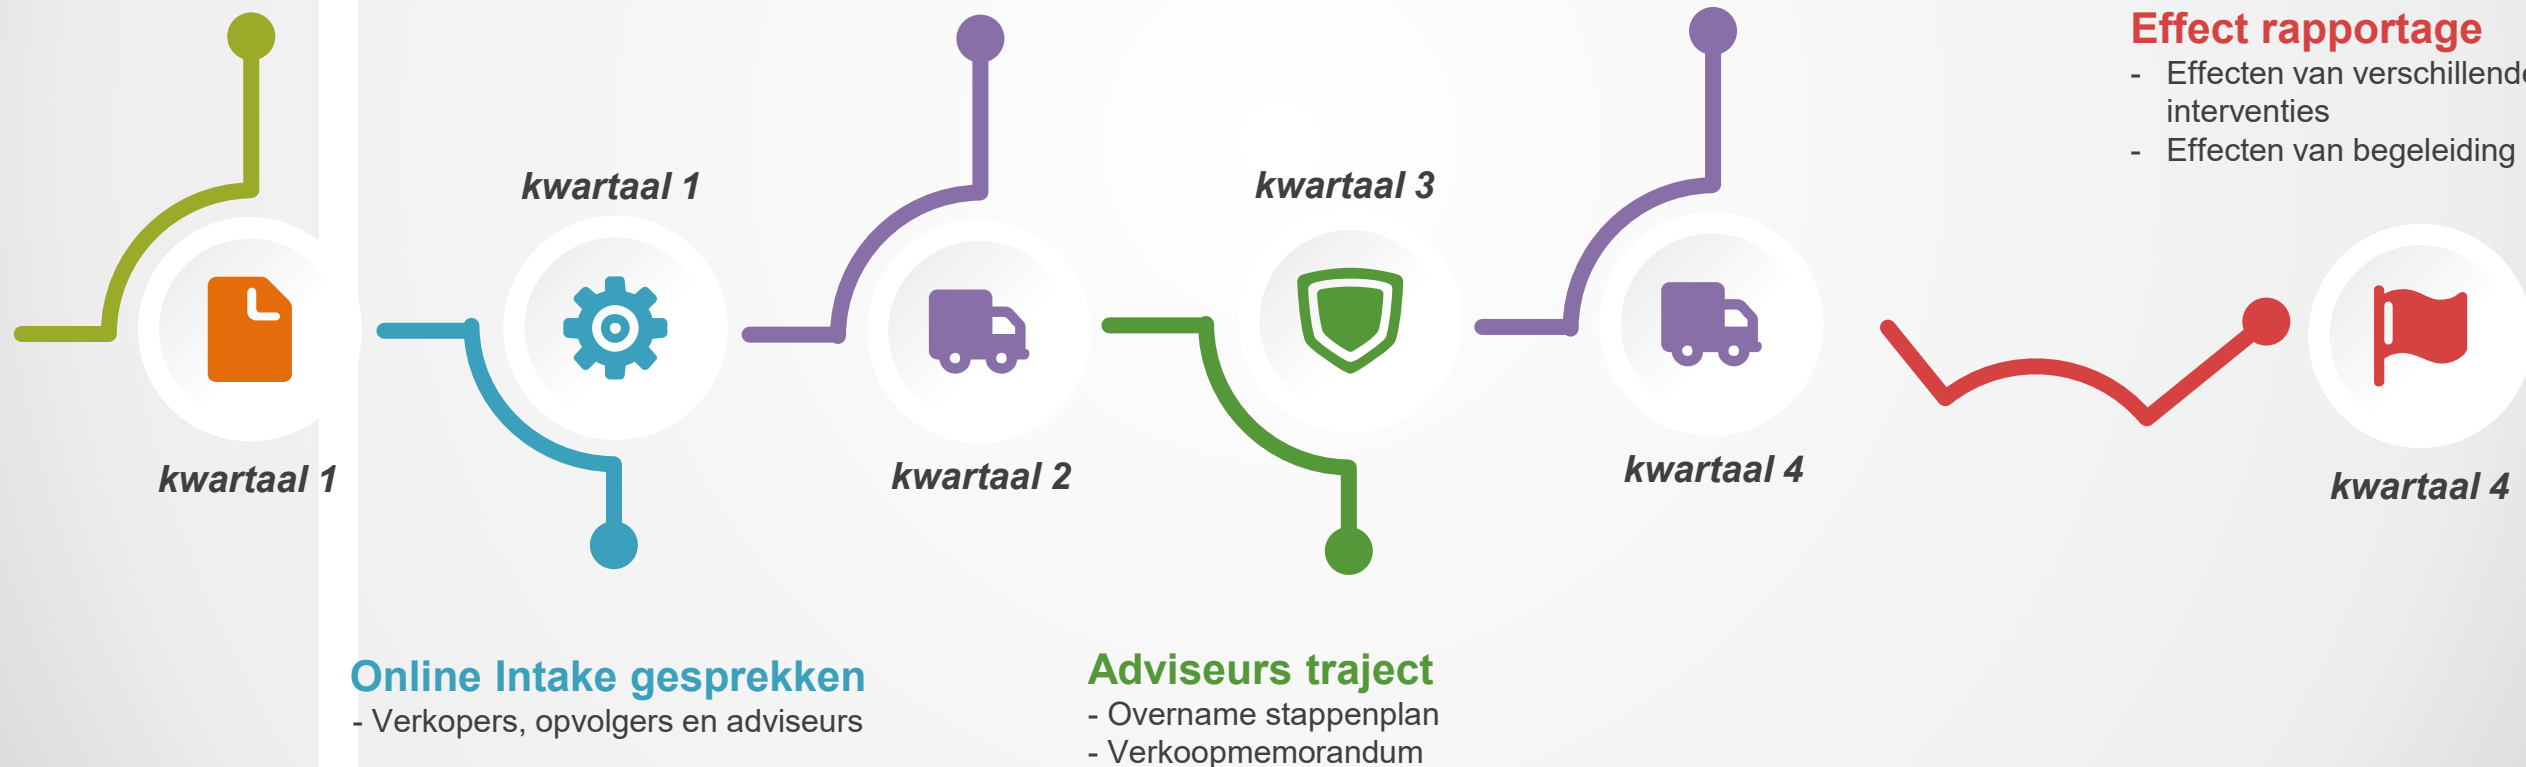 Effect rapportage
- Effecten van verschillende
interventies
- Effecten van begeleiding
kwartaal 1
kwartaal 3
kwartaal 1
kwartaal 2
kwartaal 4
kwartaal 4
Online Intake gesprekken
- Verkopers, opvolgers en adviseurs
Adviseurs traject
- Overname stappenplan
- Verkoopmemorandum